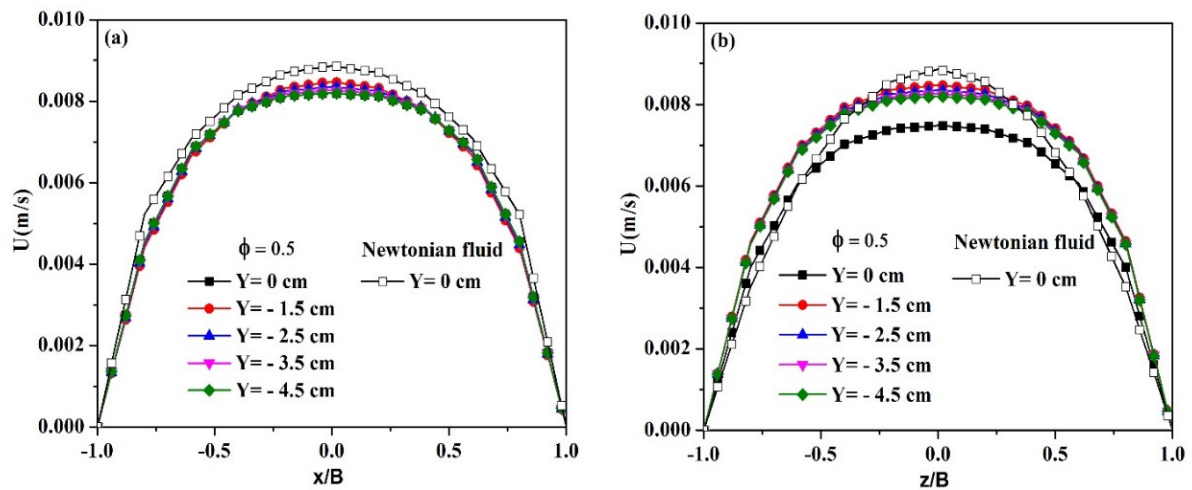 (a)
0.010
0.008
0.006
0.004
0.002
0.000
U(m/s)
ϕ = 0.5
Y= 0 cm
Y= - 1.5 cm
Y= - 2.5 cm
Y= - 3.5 cm
Y= - 4.5 cm
Newtonian fluid
Y= 0 cm
-1.0 -0.5 0.0 0.5 1.0
x/B
(b)
0.010
0.008
0.006
0.004
0.002
0.000
U(m/s)
ϕ = 0.5
Y= 0 cm
Y= - 1.5 cm
Y= - 2.5 cm
Y= - 3.5 cm
Y= - 4.5 cm
Newtonian fluid
Y= 0 cm
-1.0 -0.5 0.0 0.5 1.0
z/B